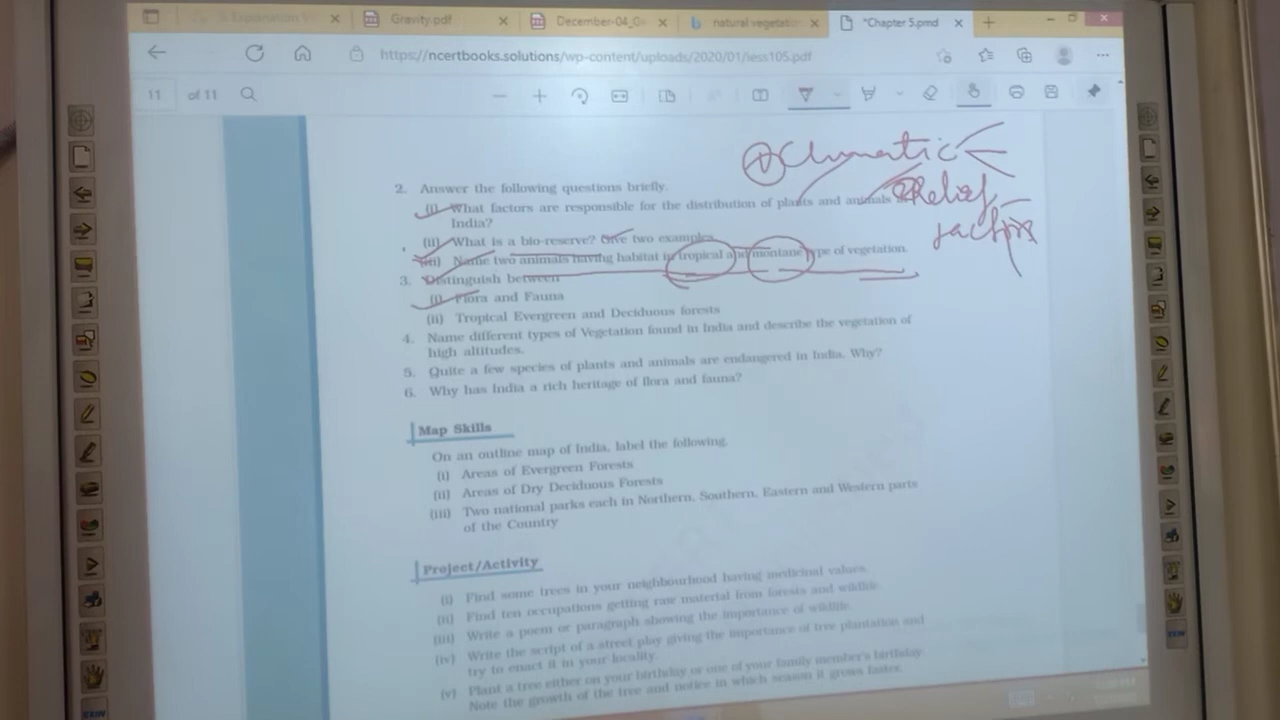 Explanation
Gravity.pdf
December-04_
natural vegetable
*Chapter 5.pmd
https://ncertbooks.solutions/wp-content/uploads/2020/01/iess105.pdf
11 of 11
① Climatic
② Relief
factors
2. Answer the following questions briefly.
(i) What factors are responsible for the distribution of plants and animals in
India?
(ii) What is a bio-reserve? Give two examples.
(iii) Name two animals having habitat in tropical and montane type of vegetation.
3. Distinguish between
(i) Flora and Fauna
(ii) Tropical Evergreen and Deciduous forests
4. Name different types of Vegetation found in India and describe the vegetation of
high altitudes.
5. Quite a few species of plants and animals are endangered in India. Why?
6. Why has India a rich heritage of flora and fauna?
Map Skills
On an outline map of India, label the following.
(i) Areas of Evergreen Forests
(ii) Areas of Dry Deciduous Forests
(iii) Two national parks each in Northern, Southern, Eastern and Western parts
of the Country
Project/Activity
(i) Find some trees in your neighbourhood having medicinal values.
(ii) Find ten occupations getting raw material from forests and wildlife.
(iii) Write a poem or paragraph showing the importance of wildlife.
(iv) Write the script of a street play giving the importance of tree plantation and
try to enact it in your locality.
(v) Plant a tree either on your birthday or one of your family member's birthday.
Note the growth of the tree and notice in which season it grows faster.